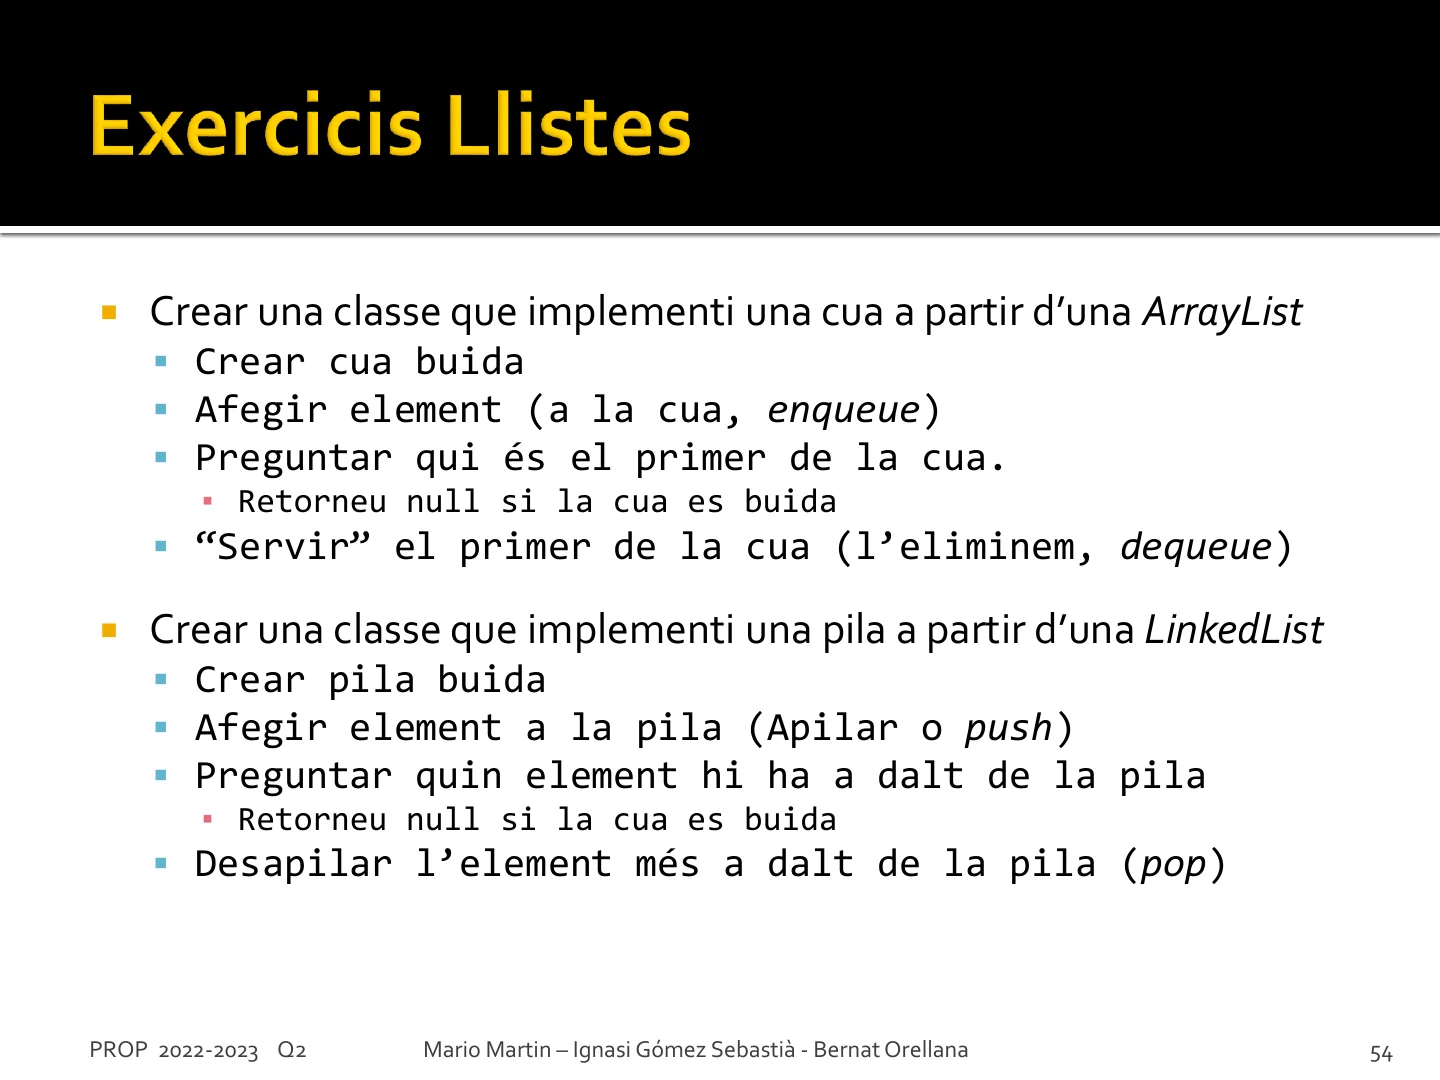 Exercicis Llistes
Crear una classe que implementi una cua a partir d’una ArrayList
Crear cua buida
Afegir element (a la cua, enqueue)
Preguntar qui és el primer de la cua.
Retorneu null si la cua es buida
“Servir” el primer de la cua (l’eliminem, dequeue)
Crear una classe que implementi una pila a partir d’una LinkedList
Crear pila buida
Afegir element a la pila (Apilar o push)
Preguntar quin element hi ha a dalt de la pila
Retorneu null si la cua es buida
Desapilar l’element més a dalt de la pila (pop)
PROP 2022-2023 Q2 Mario Martin – Ignasi Gómez Sebastià - Bernat Orellana 54